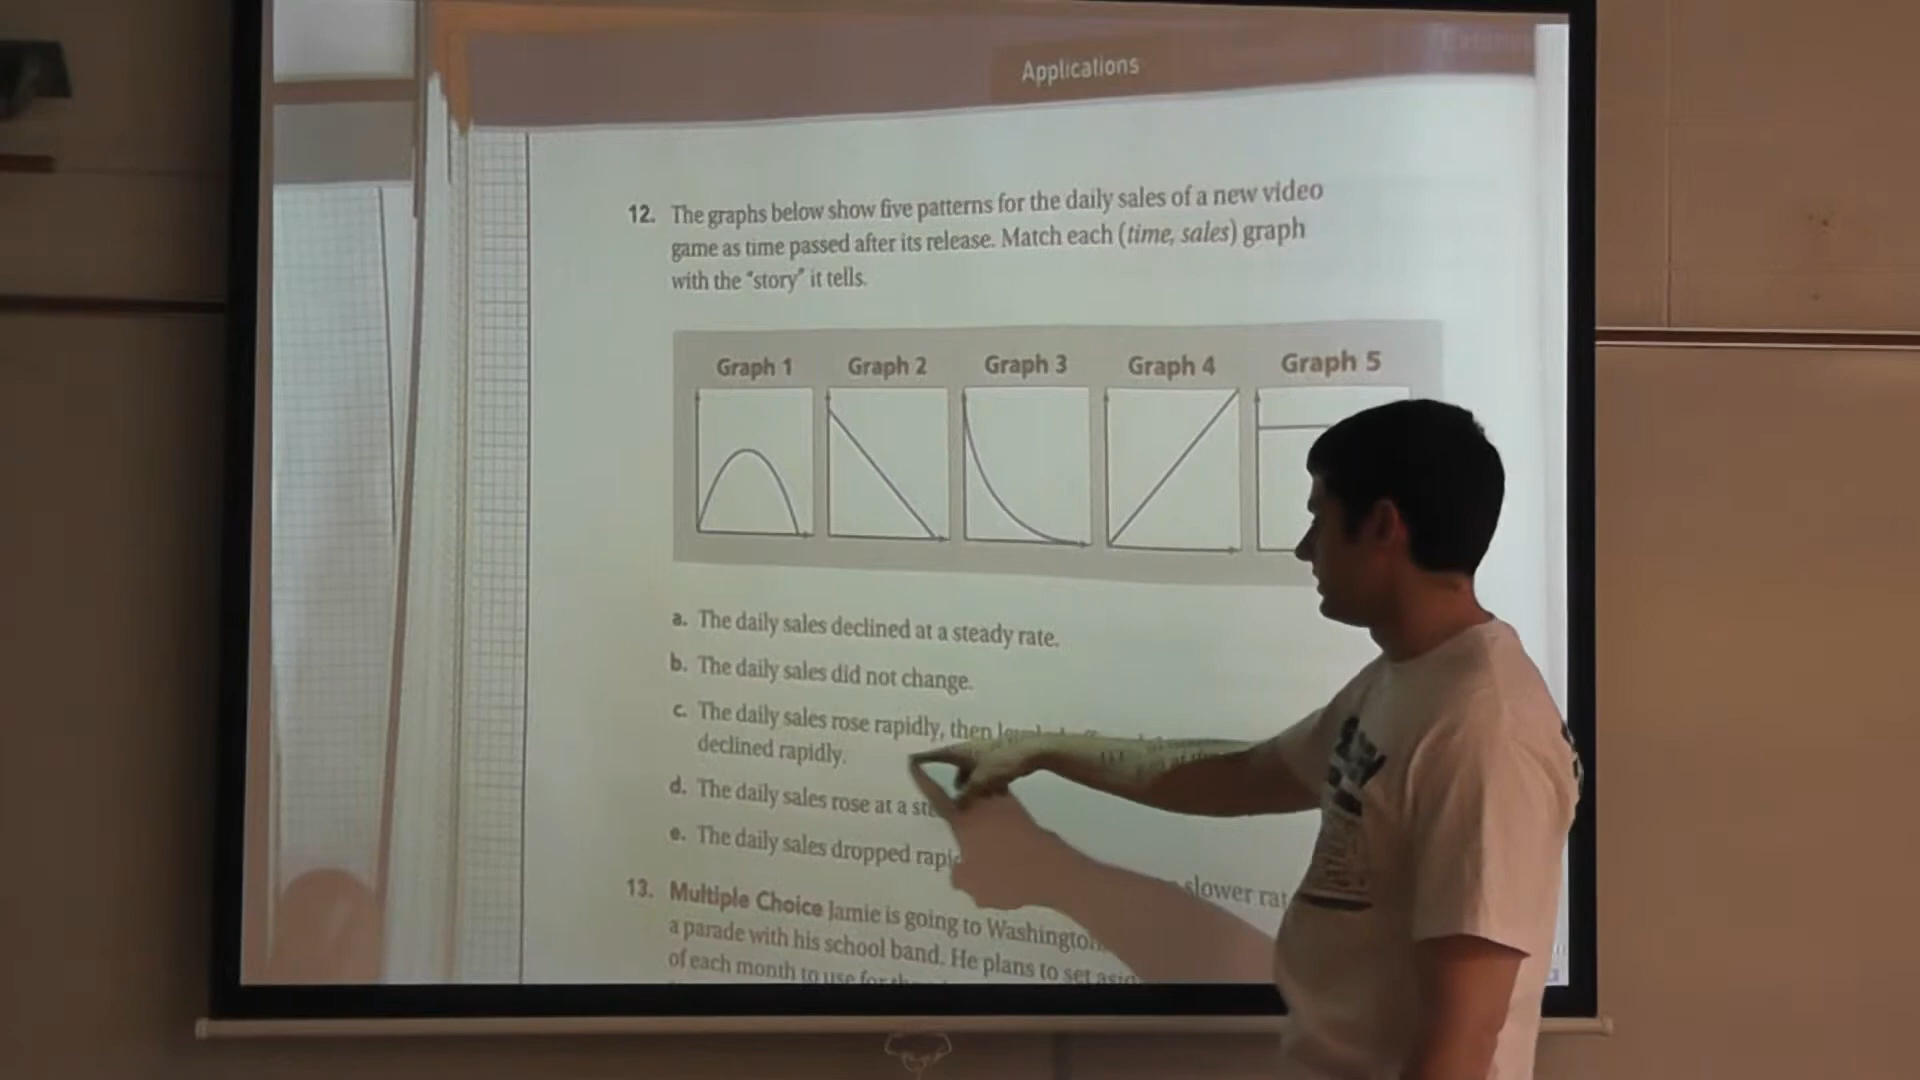 Applications
12. The graphs below show five patterns for the daily sales of a new video
game as time passed after its release. Match each (time, sales) graph
with the "story" it tells.
Graph 1 Graph 2 Graph 3 Graph 4 Graph 5
a. The daily sales declined at a steady rate.
b. The daily sales did not change.
c. The daily sales rose rapidly, then
declined rapidly.
d. The daily sales rose at a
e. The daily sales dropped slower
13. Multiple Choice Jamie is going to Washington
a parade with his school band. He plans to set
of each month to use